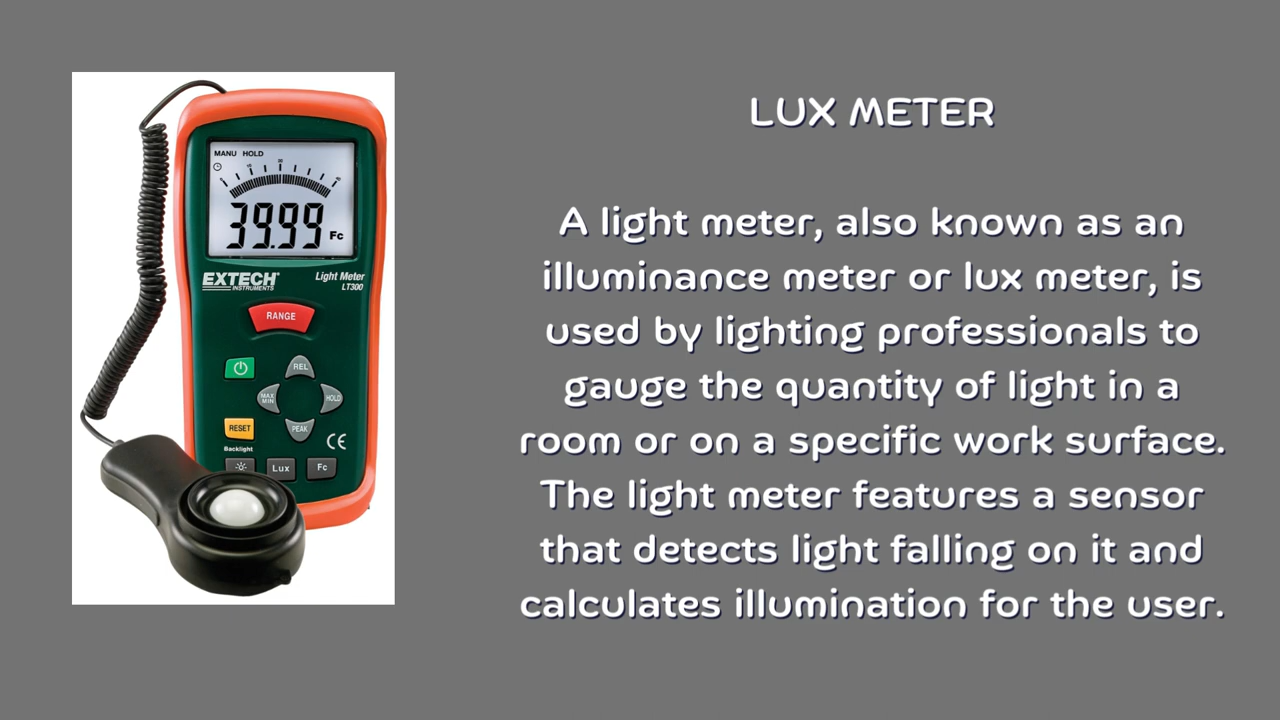 MANU HOLD
39.99 Fc
EXTECH
INSTRUMENTS
Light Meter
LT300
RANGE
REL
MAX
MIN
HOLD
PEAK
RESET
CE
Backlight
Lux
Fc
LUX METER
A light meter, also known as an
illuminance meter or lux meter, is
used by lighting professionals to
gauge the quantity of light in a
room or on a specific work surface.
The light meter features a sensor
that detects light falling on it and
calculates illumination for the user.